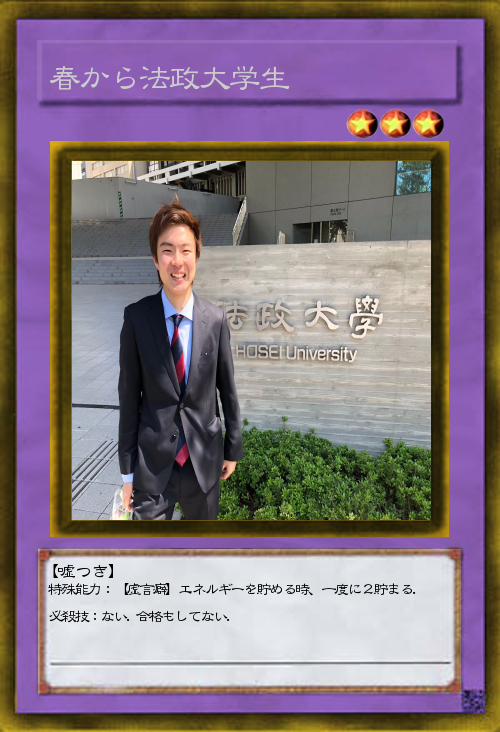 春から法政大学生
法政大學
HOSEI University
【嘘つき】
特殊能力：【虚言癖】エネルギーを貯める時、一度に２貯まる．
必殺技：ない．合格もしてない．